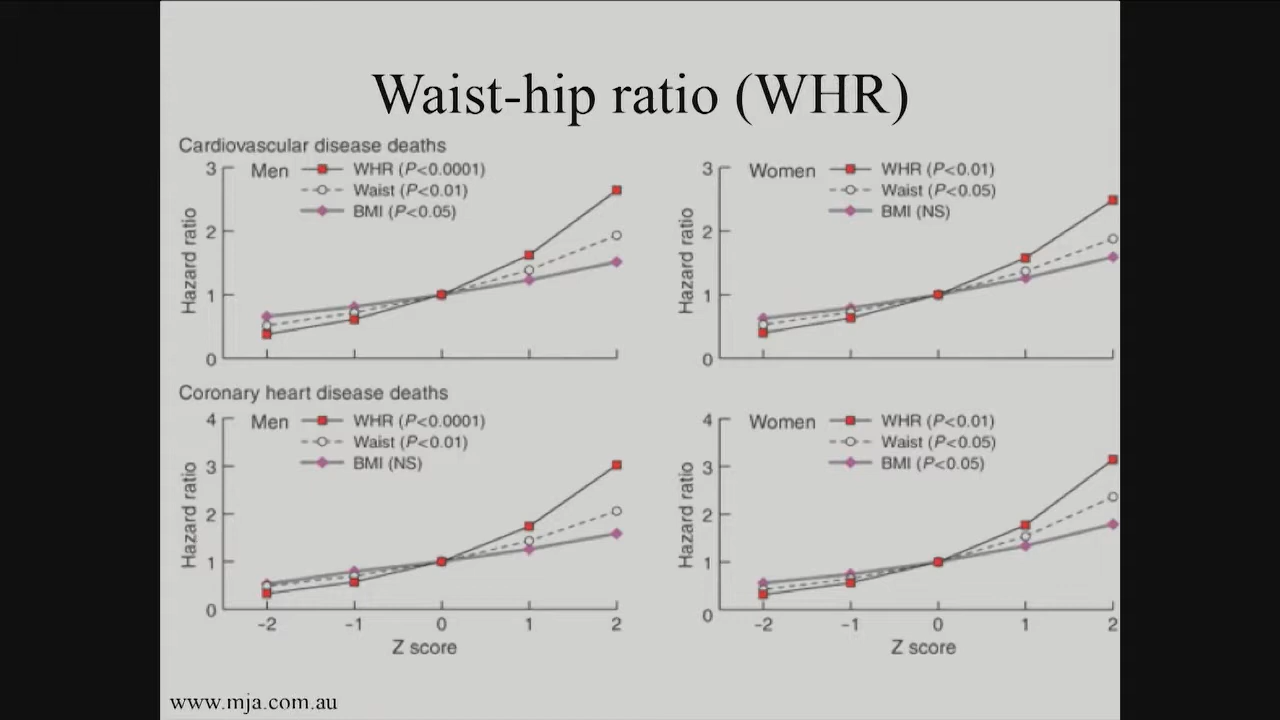 Waist-hip ratio (WHR)
Cardiovascular disease deaths
Men
WHR (P<0.0001)
Waist (P<0.01)
BMI (P<0.05)
Hazard ratio
3
2
1
0
Women
WHR (P<0.01)
Waist (P<0.05)
BMI (NS)
Hazard ratio
3
2
1
0
Coronary heart disease deaths
Men
WHR (P<0.0001)
Waist (P<0.01)
BMI (NS)
Hazard ratio
4
3
2
1
0
-2 -1 0 1 2
Z score
Women
WHR (P<0.01)
Waist (P<0.05)
BMI (P<0.05)
Hazard ratio
4
3
2
1
0
-2 -1 0 1 2
Z score
www.mja.com.au